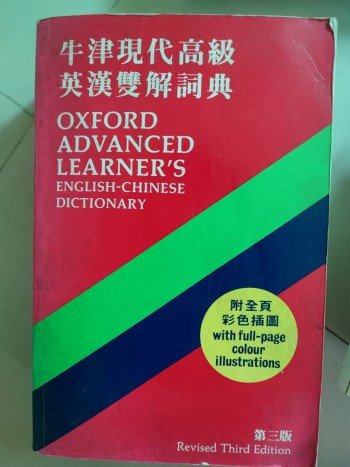 牛津現代高級
英漢雙解詞典
OXFORD
ADVANCED
LEARNER'S
ENGLISH-CHINESE
DICTIONARY
附全頁
彩色插圖
with full-page
colour
illustrations
第三版
Revised Third Edition